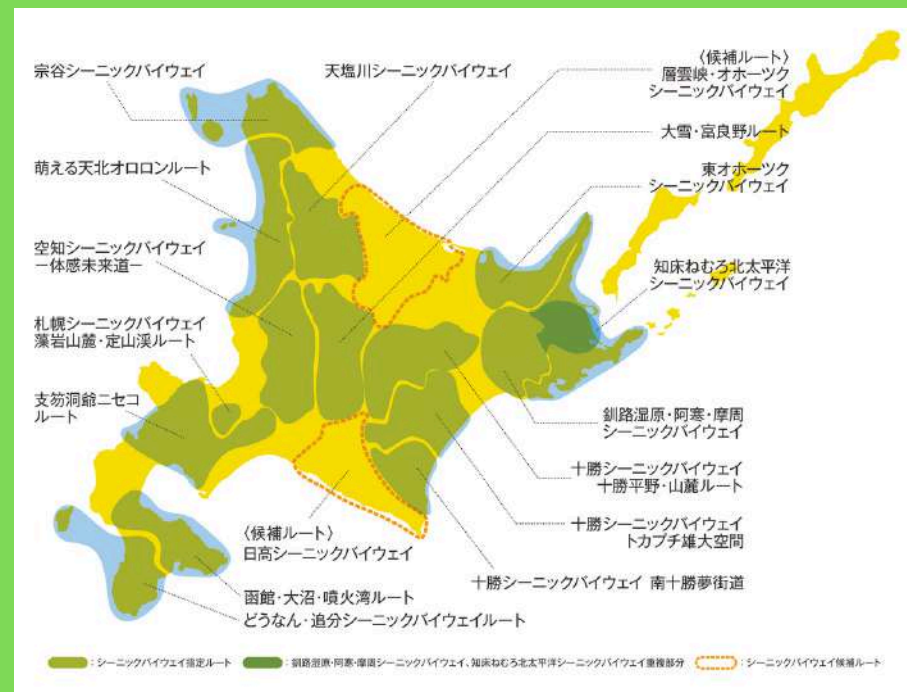 宗谷シーニックバイウェイ
天塩川シーニックバイウェイ
〈候補ルート〉
層雲峡・オホーツク
シーニックバイウェイ
大雪・富良野ルート
萌える天北オロロンルート
東オホーツク
シーニックバイウェイ
空知シーニックバイウェイ
－体感未来道－
知床ねむろ北太平洋
シーニックバイウェイ
札幌シーニックバイウェイ
藻岩山麓・定山渓ルート
支笏洞爺ニセコ
ルート
釧路湿原・阿寒・摩周
シーニックバイウェイ
十勝シーニックバイウェイ
十勝平野・山麓ルート
〈候補ルート〉
日高シーニックバイウェイ
十勝シーニックバイウェイ
トカプチ雄大空間
十勝シーニックバイウェイ 南十勝夢街道
函館・大沼・噴火湾ルート
どうなん・追分シーニックバイウェイルート
：シーニックバイウェイ指定ルート
：釧路湿原・阿寒・摩周シーニックバイウェイ、知床ねむろ北太平洋シーニックバイウェイ重複部分
：シーニックバイウェイ候補ルート